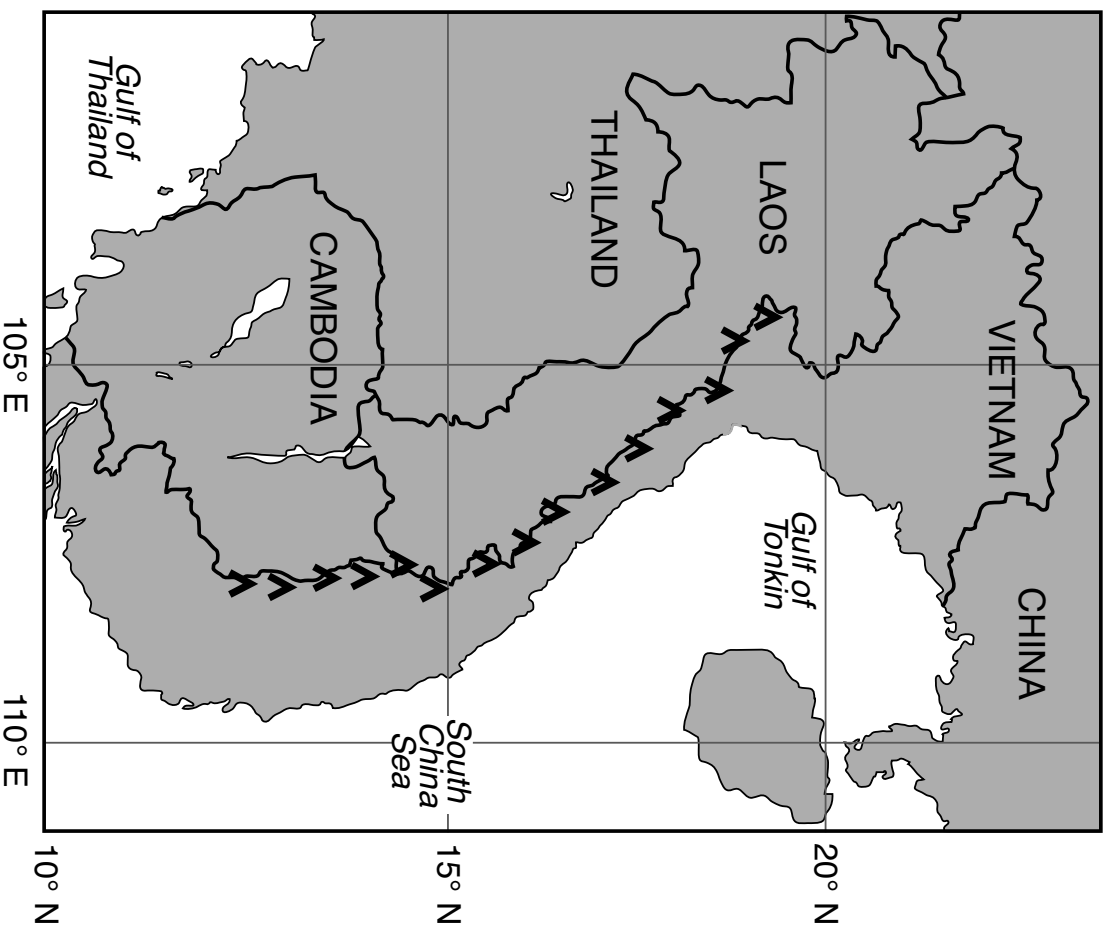 CHINA
VIETNAM
LAOS
THAILAND
CAMBODIA
Gulf of
Tonkin
Gulf of
Thailand
South
China
Sea
20° N
15° N
10° N
105° E
110° E